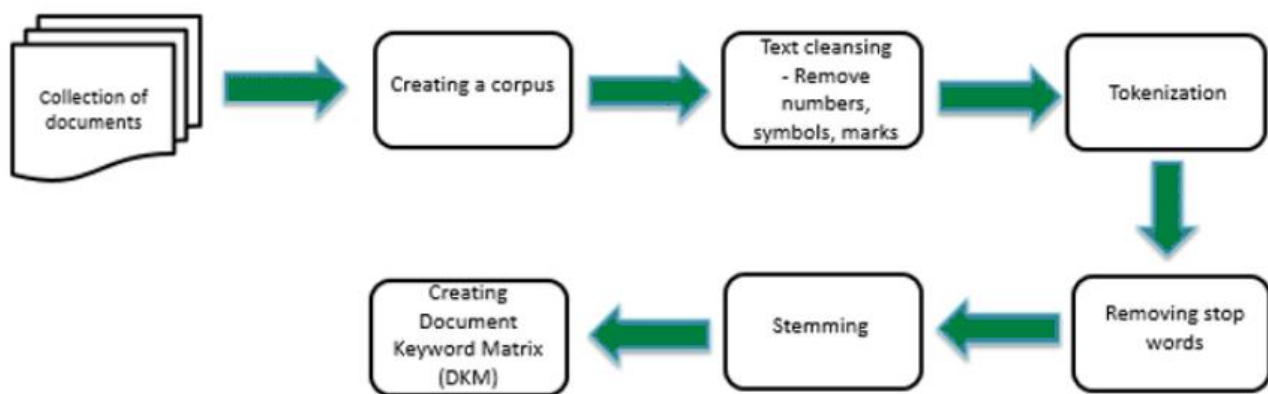 Collection of
documents
Creating a corpus
Text cleansing
- Remove
numbers,
symbols, marks
Tokenization
Removing stop
words
Stemming
Creating
Document
Keyword Matrix
(DKM)